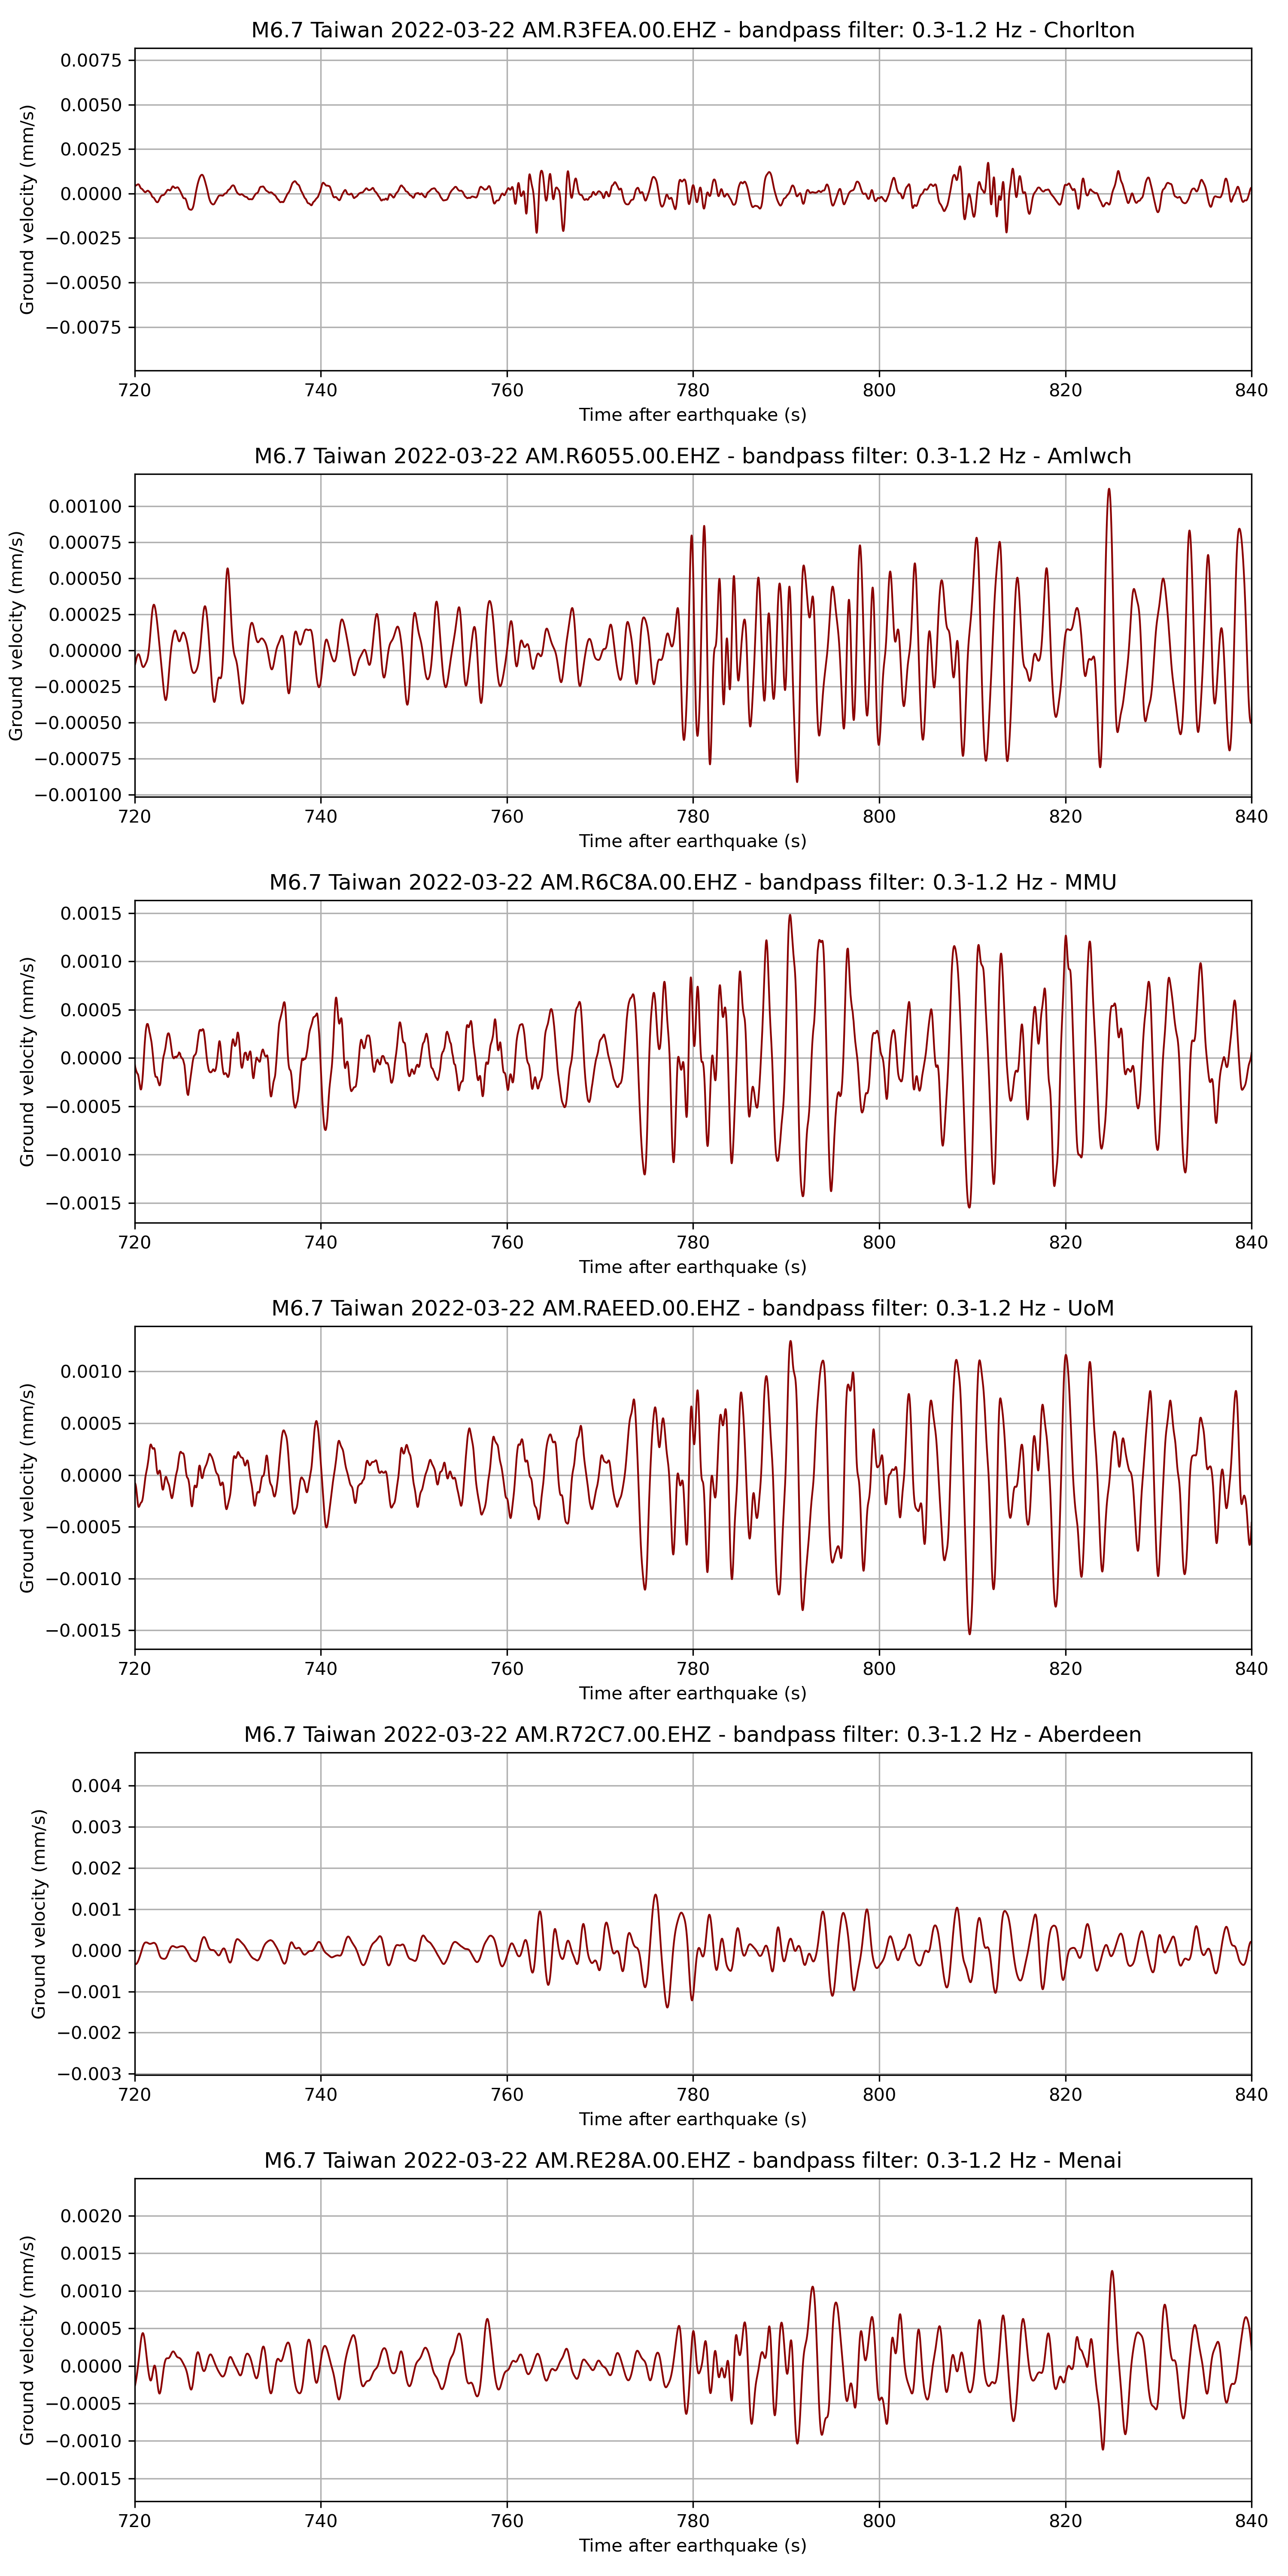 M6.7 Taiwan 2022-03-22 AM.R3FEA.00.EHZ - bandpass filter: 0.3-1.2 Hz - Chorlton
Ground velocity (mm/s)
0.0075
0.0050
0.0025
0.0000
−0.0025
−0.0050
−0.0075
720 740 760 780 800 820 840
Time after earthquake (s)
M6.7 Taiwan 2022-03-22 AM.R6055.00.EHZ - bandpass filter: 0.3-1.2 Hz - Amlwch
Ground velocity (mm/s)
0.00100
0.00075
0.00050
0.00025
0.00000
−0.00025
−0.00050
−0.00075
−0.00100
720 740 760 780 800 820 840
Time after earthquake (s)
M6.7 Taiwan 2022-03-22 AM.R6C8A.00.EHZ - bandpass filter: 0.3-1.2 Hz - MMU
Ground velocity (mm/s)
0.0015
0.0010
0.0005
0.0000
−0.0005
−0.0010
−0.0015
720 740 760 780 800 820 840
Time after earthquake (s)
M6.7 Taiwan 2022-03-22 AM.RAEED.00.EHZ - bandpass filter: 0.3-1.2 Hz - UoM
Ground velocity (mm/s)
0.0010
0.0005
0.0000
−0.0005
−0.0010
−0.0015
720 740 760 780 800 820 840
Time after earthquake (s)
M6.7 Taiwan 2022-03-22 AM.R72C7.00.EHZ - bandpass filter: 0.3-1.2 Hz - Aberdeen
Ground velocity (mm/s)
0.004
0.003
0.002
0.001
0.000
−0.001
−0.002
−0.003
720 740 760 780 800 820 840
Time after earthquake (s)
M6.7 Taiwan 2022-03-22 AM.RE28A.00.EHZ - bandpass filter: 0.3-1.2 Hz - Menai
Ground velocity (mm/s)
0.0020
0.0015
0.0010
0.0005
0.0000
−0.0005
−0.0010
−0.0015
720 740 760 780 800 820 840
Time after earthquake (s)